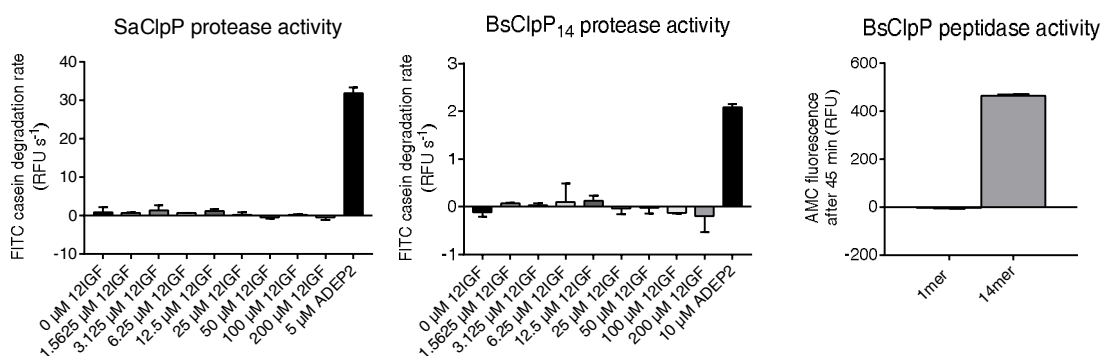 SaClpP protease activity
FITC casein degradation rate
(RFU s-1)
40
30
20
10
0
-10
0 µM 12IGF
1.5625 µM 12IGF
3.125 µM 12IGF
6.25 µM 12IGF
12.5 µM 12IGF
25 µM 12IGF
50 µM 12IGF
100 µM 12IGF
200 µM 12IGF
5 µM ADEP2
BsClpP14 protease activity
FITC casein degradation rate
(RFU s-1)
3
2
1
0
-1
0 µM 12IGF
1.5625 µM 12IGF
3.125 µM 12IGF
6.25 µM 12IGF
12.5 µM 12IGF
25 µM 12IGF
50 µM 12IGF
100 µM 12IGF
200 µM 12IGF
10 µM ADEP2
BsClpP peptidase activity
AMC fluorescence
after 45 min (RFU)
600
400
200
0
-200
1mer
14mer